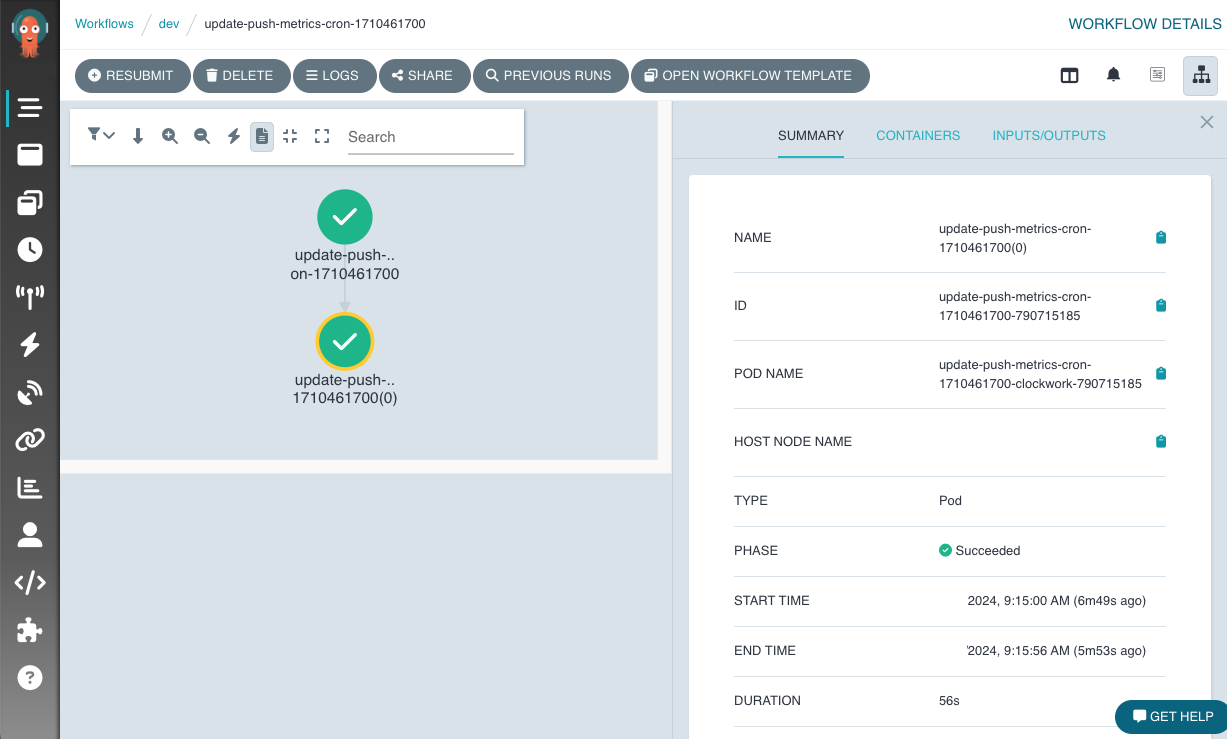 Workflows
dev
update-push-metrics-cron-1710461700
WORKFLOW DETAILS
RESUBMIT
DELETE
LOGS
SHARE
PREVIOUS RUNS
OPEN WORKFLOW TEMPLATE
Search
update-push-..
on-1710461700
update-push-..
1710461700(0)
SUMMARY
CONTAINERS
INPUTS/OUTPUTS
NAME
update-push-metrics-cron-
1710461700(0)
ID
update-push-metrics-cron-
1710461700-790715185
POD NAME
update-push-metrics-cron-
1710461700-clockwork-790715185
HOST NODE NAME
TYPE
Pod
PHASE
Succeeded
START TIME
2024, 9:15:00 AM (6m49s ago)
END TIME
2024, 9:15:56 AM (5m53s ago)
DURATION
56s
GET HELP